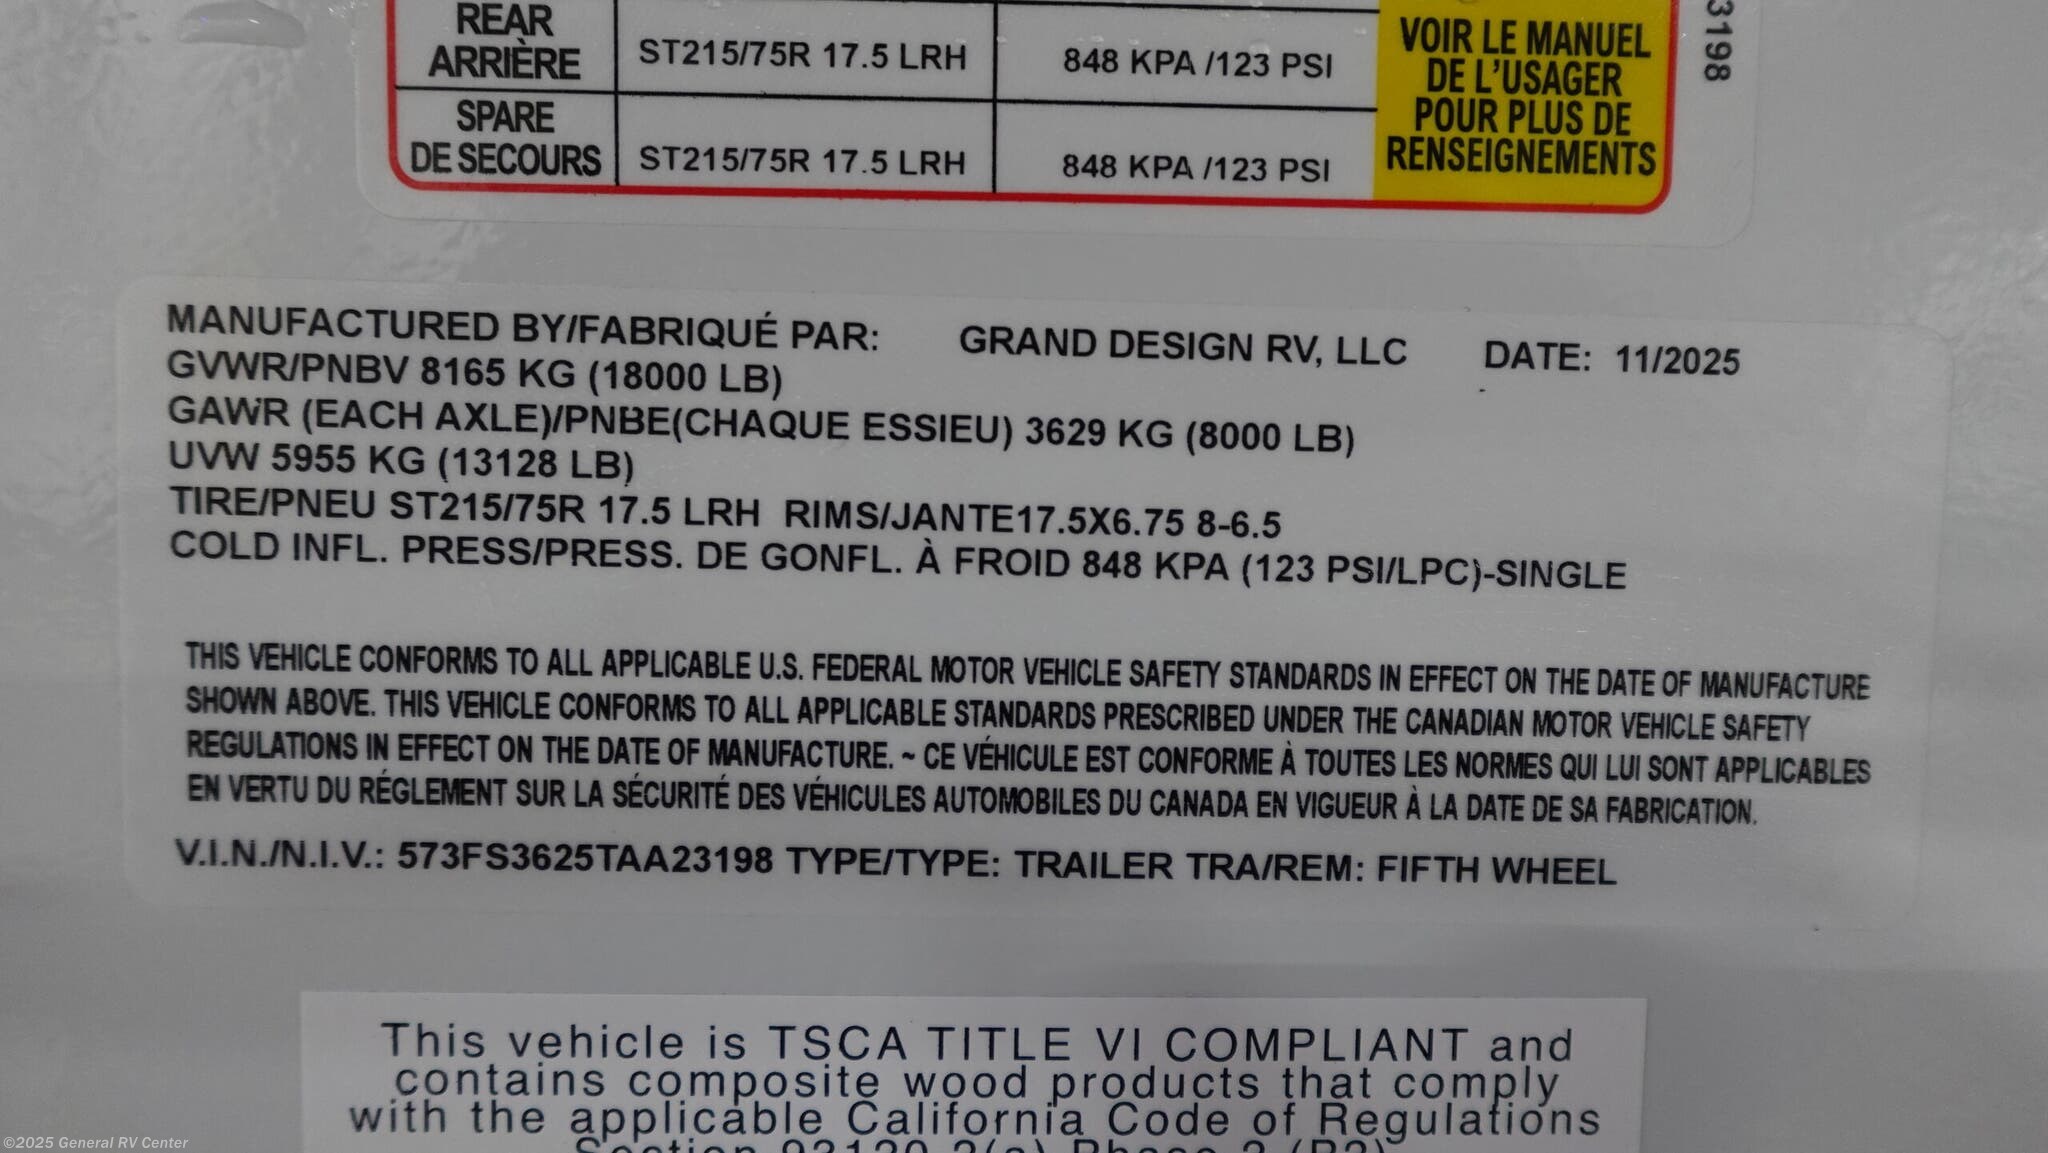 REAR
ARRIÈRE
ST215/75R 17.5 LRH
848 KPA /123 PSI
SPARE
DE SECOURS
ST215/75R 17.5 LRH
848 KPA /123 PSI
VOIR LE MANUEL
DE L'USAGER
POUR PLUS DE
RENSEIGNEMENTS
3198
MANUFACTURED BY/FABRIQUÉ PAR: GRAND DESIGN RV, LLC DATE: 11/2025
GVWR/PNBV 8165 KG (18000 LB)
GAWR (EACH AXLE)/PNBE(CHAQUE ESSIEU) 3629 KG (8000 LB)
UVW 5955 KG (13128 LB)
TIRE/PNEU ST215/75R 17.5 LRH RIMS/JANTE17.5X6.75 8-6.5
COLD INFL. PRESS/PRESS. DE GONFL. À FROID 848 KPA (123 PSI/LPC)-SINGLE
THIS VEHICLE CONFORMS TO ALL APPLICABLE U.S. FEDERAL MOTOR VEHICLE SAFETY STANDARDS IN EFFECT ON THE DATE OF MANUFACTURE
SHOWN ABOVE. THIS VEHICLE CONFORMS TO ALL APPLICABLE STANDARDS PRESCRIBED UNDER THE CANADIAN MOTOR VEHICLE SAFETY
REGULATIONS IN EFFECT ON THE DATE OF MANUFACTURE. ~ CE VÉHICULE EST CONFORME À TOUTES LES NORMES QUI LUI SONT APPLICABLES
EN VERTU DU RÉGLEMENT SUR LA SÉCURITÉ DES VÉHICULES AUTOMOBILES DU CANADA EN VIGUEUR À LA DATE DE SA FABRICATION.
V.I.N./N.I.V.: 573FS3625TAA23198 TYPE/TYPE: TRAILER TRA/REM: FIFTH WHEEL
This vehicle is TSCA TITLE VI COMPLIANT and
contains composite wood products that comply
with the applicable California Code of Regulations
Section 93120.2(a) Phase 2 (P2)
©2025 General RV Center